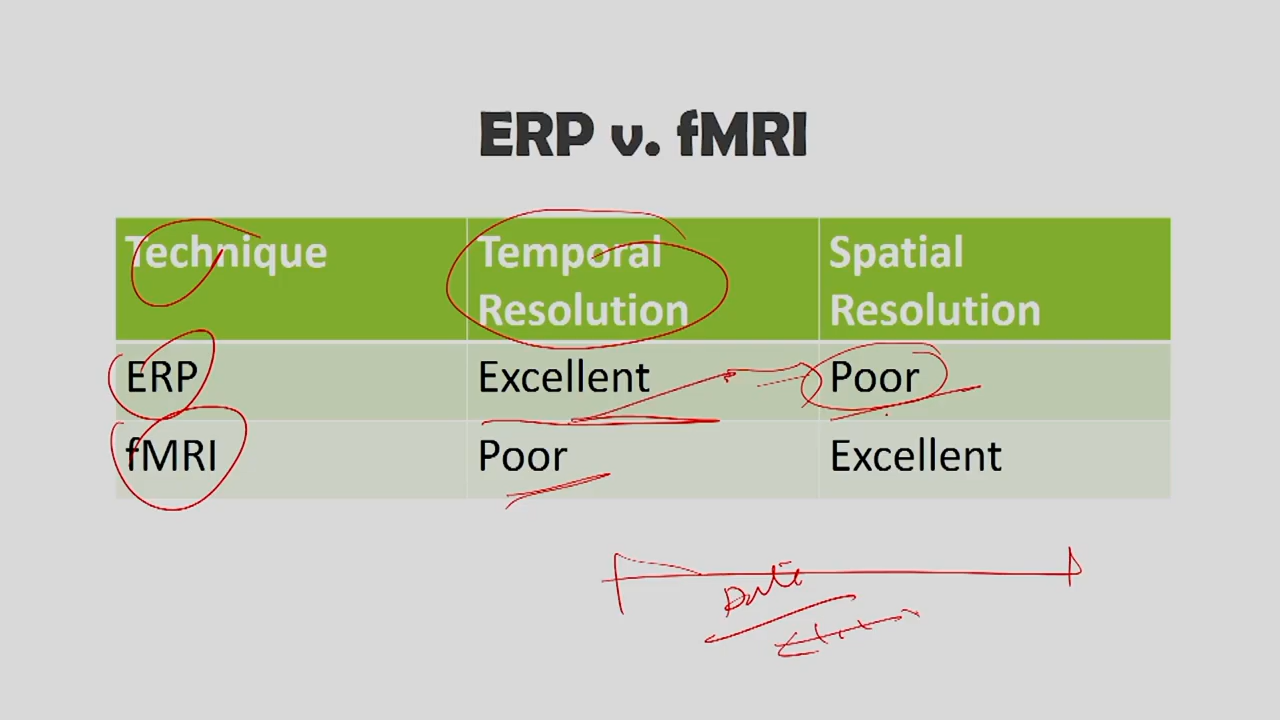 ERP v. fMRI
Technique Temporal Resolution Spatial Resolution
ERP Excellent Poor
fMRI Poor Excellent